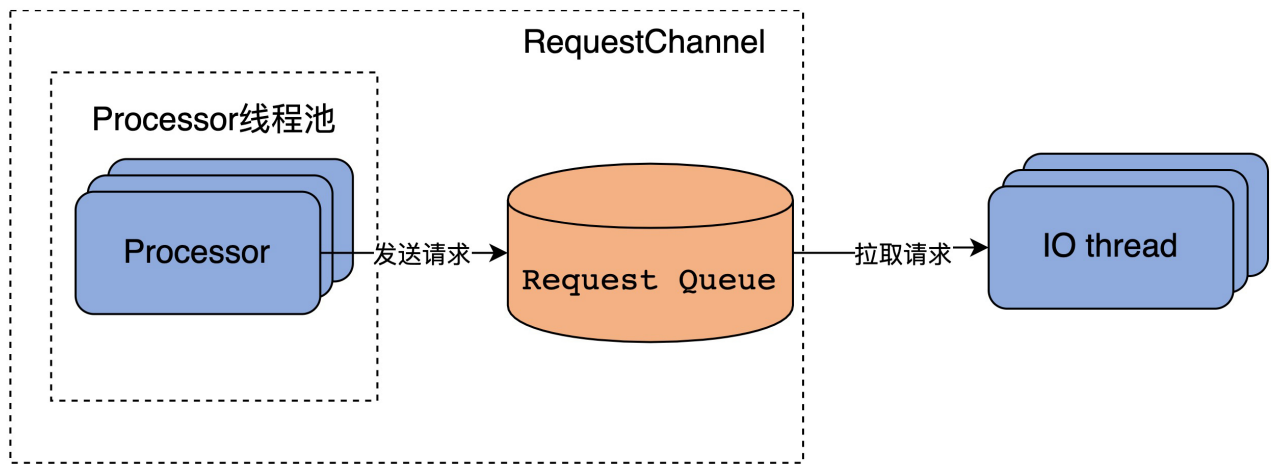 RequestChannel
Processor线程池
Processor
发送请求
Request Queue
拉取请求
IO thread